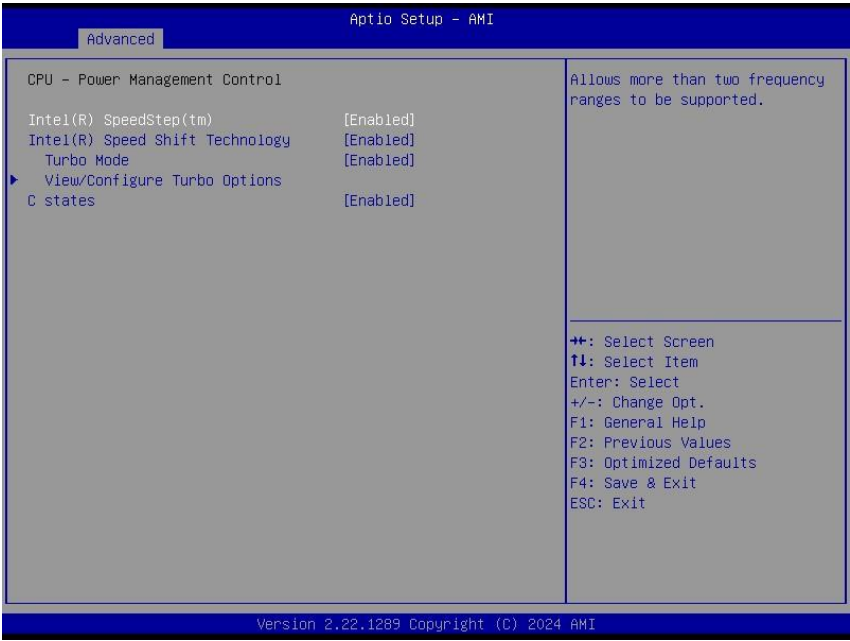 Aptio Setup - AMI
Advanced
CPU - Power Management Control
Intel(R) SpeedStep(tm) [Enabled]
Intel(R) Speed Shift Technology [Enabled]
Turbo Mode [Enabled]
View/Configure Turbo Options
C states [Enabled]
Allows more than two frequency
ranges to be supported.
→←: Select Screen
↑↓: Select Item
Enter: Select
+/-: Change Opt.
F1: General Help
F2: Previous Values
F3: Optimized Defaults
F4: Save & Exit
ESC: Exit
Version 2.22.1289 Copyright (C) 2024 AMI